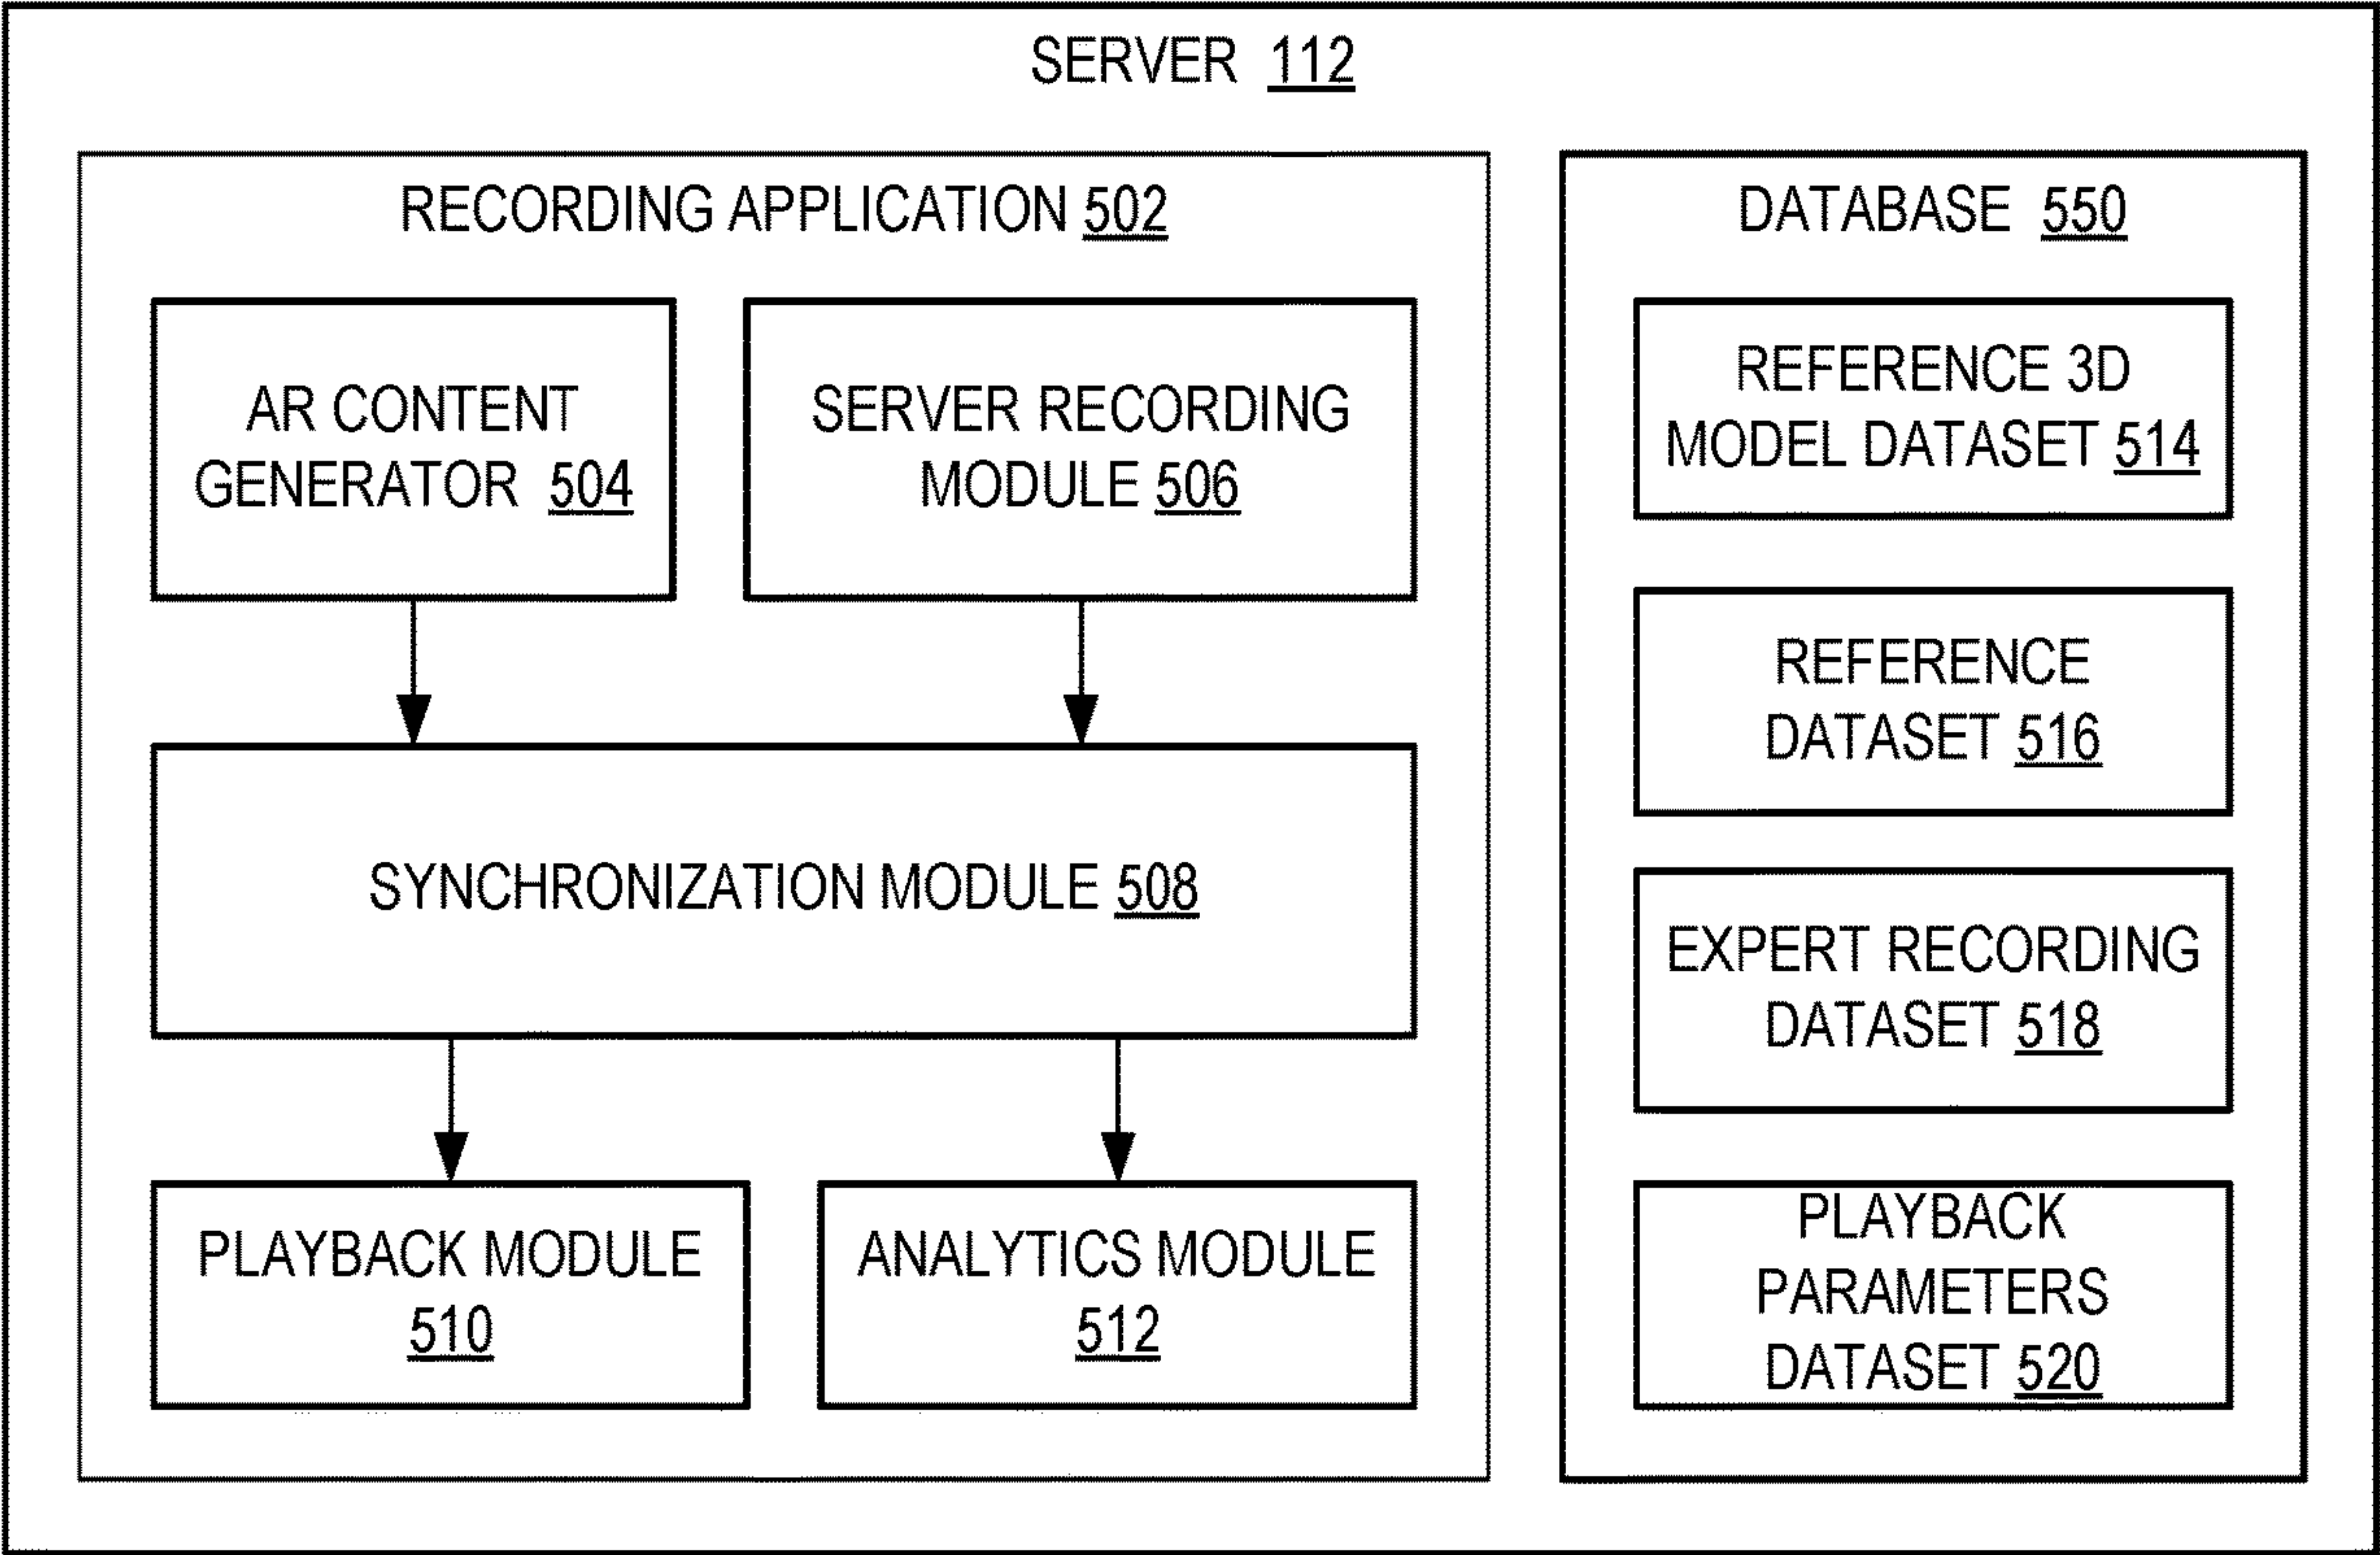 SERVER 112
RECORDING APPLICATION 502
AR CONTENT
GENERATOR 504
SERVER RECORDING
MODULE 506
SYNCHRONIZATION MODULE 508
PLAYBACK MODULE
510
ANALYTICS MODULE
512
DATABASE 550
REFERENCE 3D
MODEL DATASET 514
REFERENCE
DATASET 516
EXPERT RECORDING
DATASET 518
PLAYBACK
PARAMETERS
DATASET 520